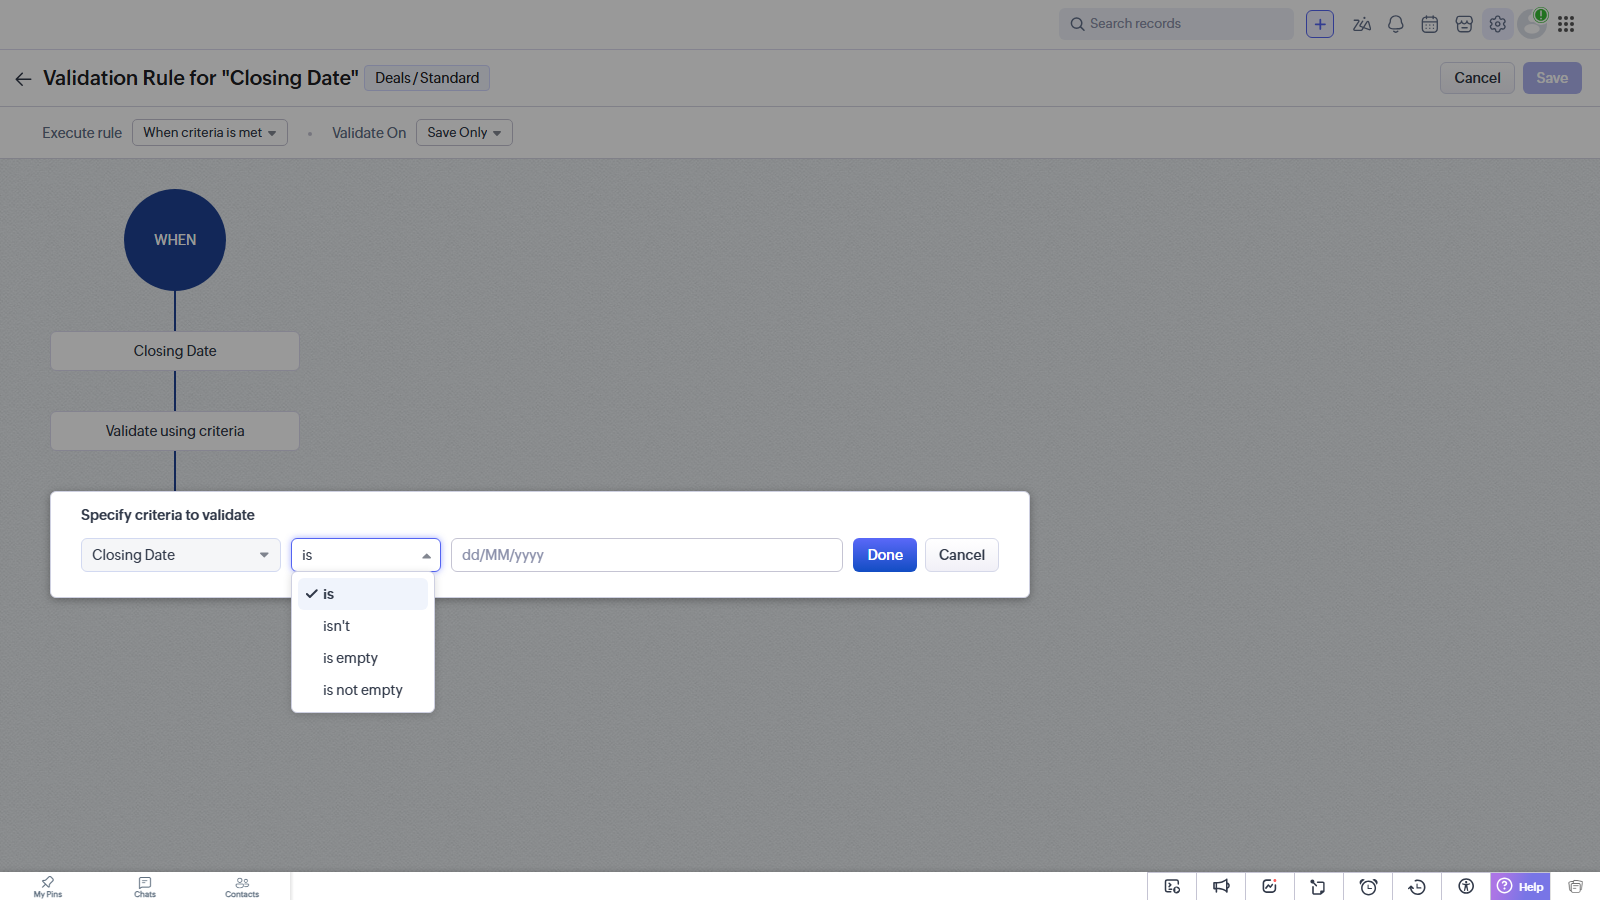 Search records
Validation Rule for "Closing Date"
Deals / Standard
Cancel
Save
Execute rule
When criteria is met
Validate On
Save Only
WHEN
Closing Date
Validate using criteria
Specify criteria to validate
Closing Date
is
dd/MM/yyyy
Done
Cancel
is
isn't
is empty
is not empty
My Pins
Chats
Contacts
Help